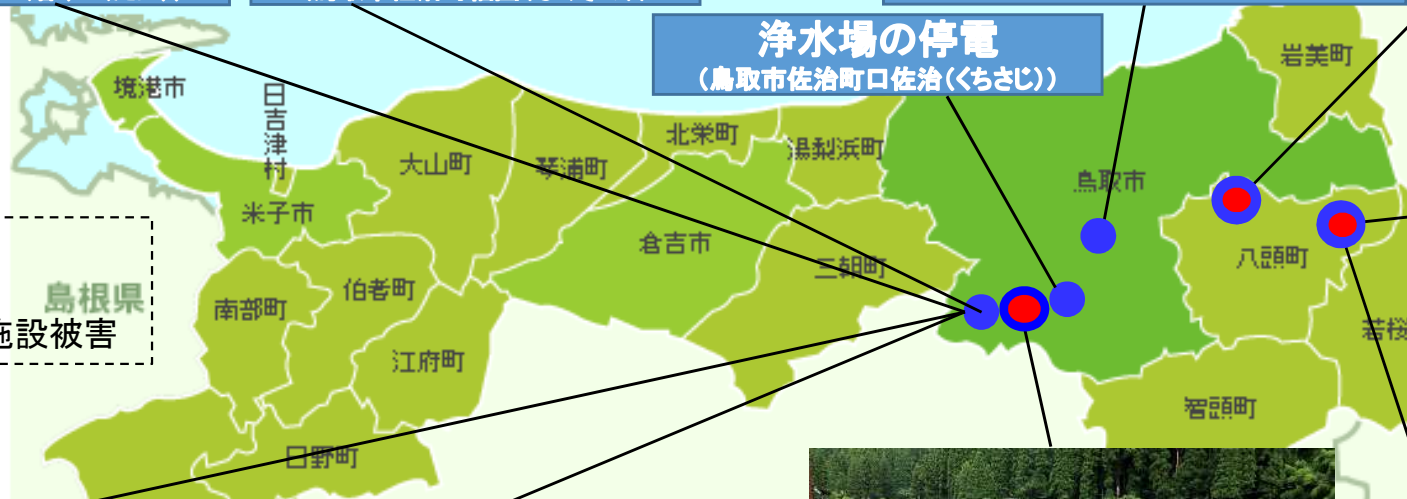 浄水場の停電
（鳥取市佐治町口佐治（くちさじ））
岩美町
境港市
日吉津村
北栄町
湯梨浜町
大山町
琴浦町
鳥取市
米子市
倉吉市
三朝町
八頭町
島根県
伯耆町
南部町
施設被害
若桜
江府町
智頭町
日野町